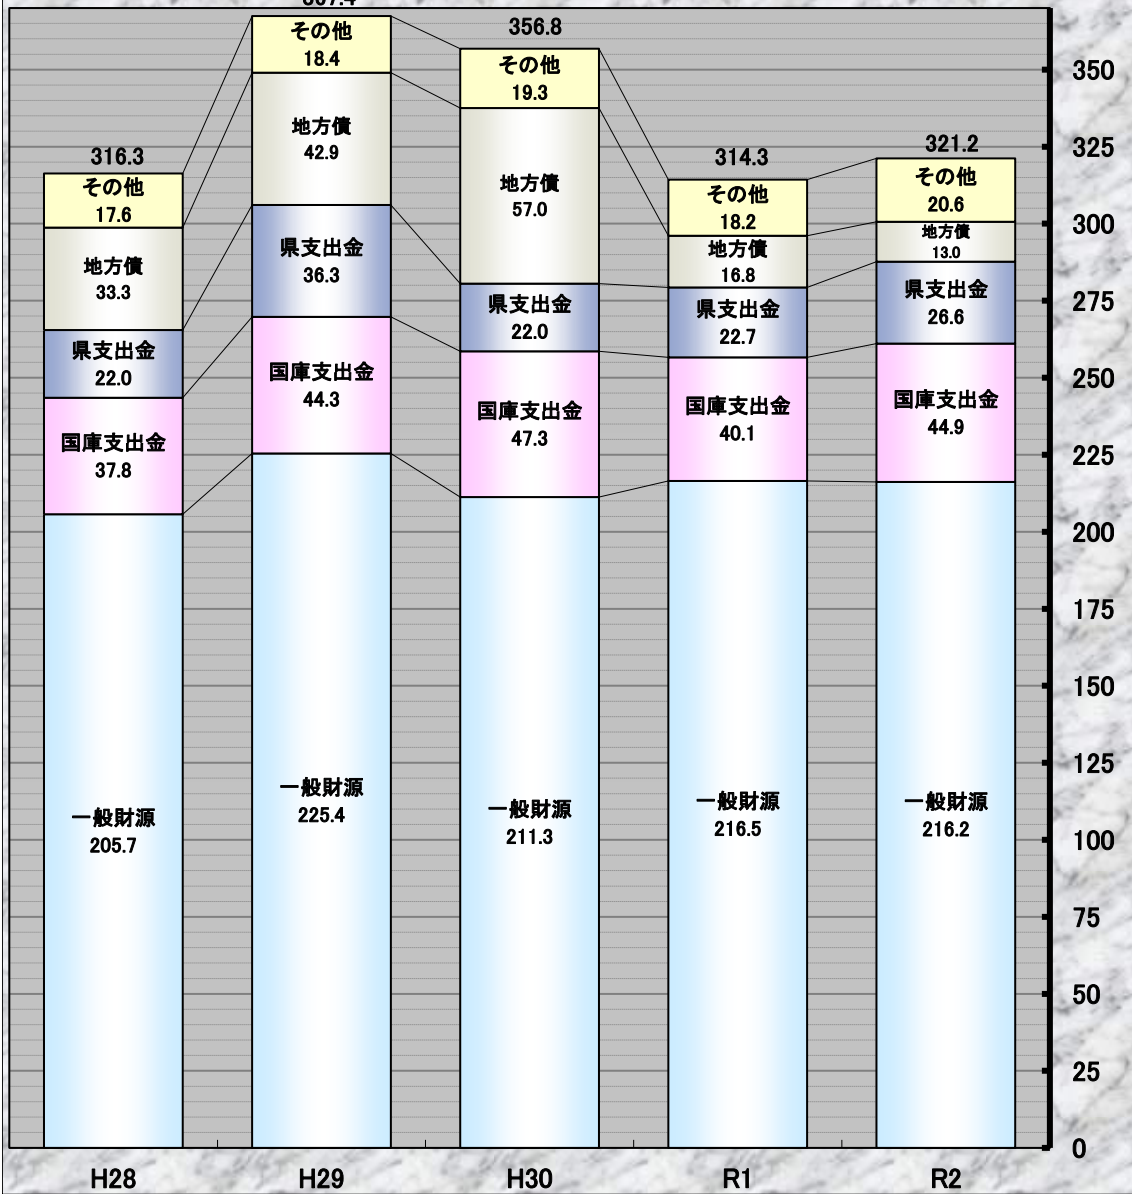 316.3
その他
17.6
地方債
33.3
県支出金
22.0
国庫支出金
37.8
一般財源
205.7
H28
その他
18.4
地方債
42.9
県支出金
36.3
国庫支出金
44.3
一般財源
225.4
H29
356.8
その他
19.3
地方債
57.0
県支出金
22.0
国庫支出金
47.3
一般財源
211.3
H30
314.3
その他
18.2
地方債
16.8
県支出金
22.7
国庫支出金
40.1
一般財源
216.5
R1
321.2
その他
20.6
地方債
13.0
県支出金
26.6
国庫支出金
44.9
一般財源
216.2
R2
350
325
300
275
250
225
200
175
150
125
100
75
50
25
0